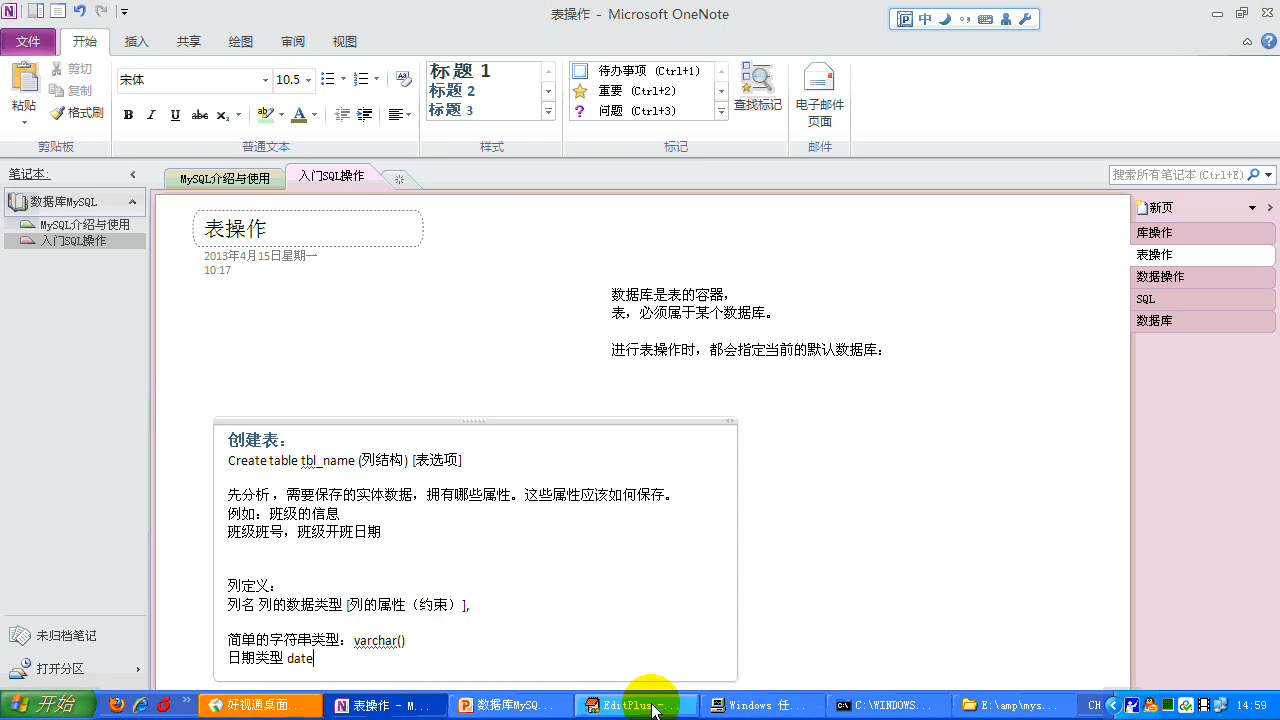 表操作 - Microsoft OneNote
中
文件 开始 插入 共享 绘图 审阅 视图
粘贴
剪切
复制
格式刷
剪贴板
宋体 10.5
B I U abc X₂ A
普通文本
标题 1
标题 2
标题 3
样式
待办事项 (Ctrl+1)
重要 (Ctrl+2)
问题 (Ctrl+3)
标记
查找标记
电子邮件
页面
邮件
笔记本:
数据库MySQL
MySQL介绍与使用
入门SQL操作
未归档笔记
打开分区
MySQL介绍与使用 入门SQL操作
搜索所有笔记本(Ctrl+E)
新页
库操作
表操作
数据操作
SQL
数据库
表操作
2013年4月15日星期一
10:17
数据库是表的容器，
表，必须属于某个数据库。
进行表操作时，都会指定当前的默认数据库：
创建表：
Create table tbl_name (列结构) [表选项]
先分析，需要保存的实体数据，拥有哪些属性。这些属性应该如何保存。
例如：班级的信息
班级班号，班级开班日期
列定义：
列名 列的数据类型 [列的属性（约束）],
简单的字符串类型：varchar()
日期类型 date
开始 好视通桌面... 表操作 - M... 数据库MySQ... EditPlus -... Windows 任... C:\WINDOWS... E:\amp\mys... CH 14:59